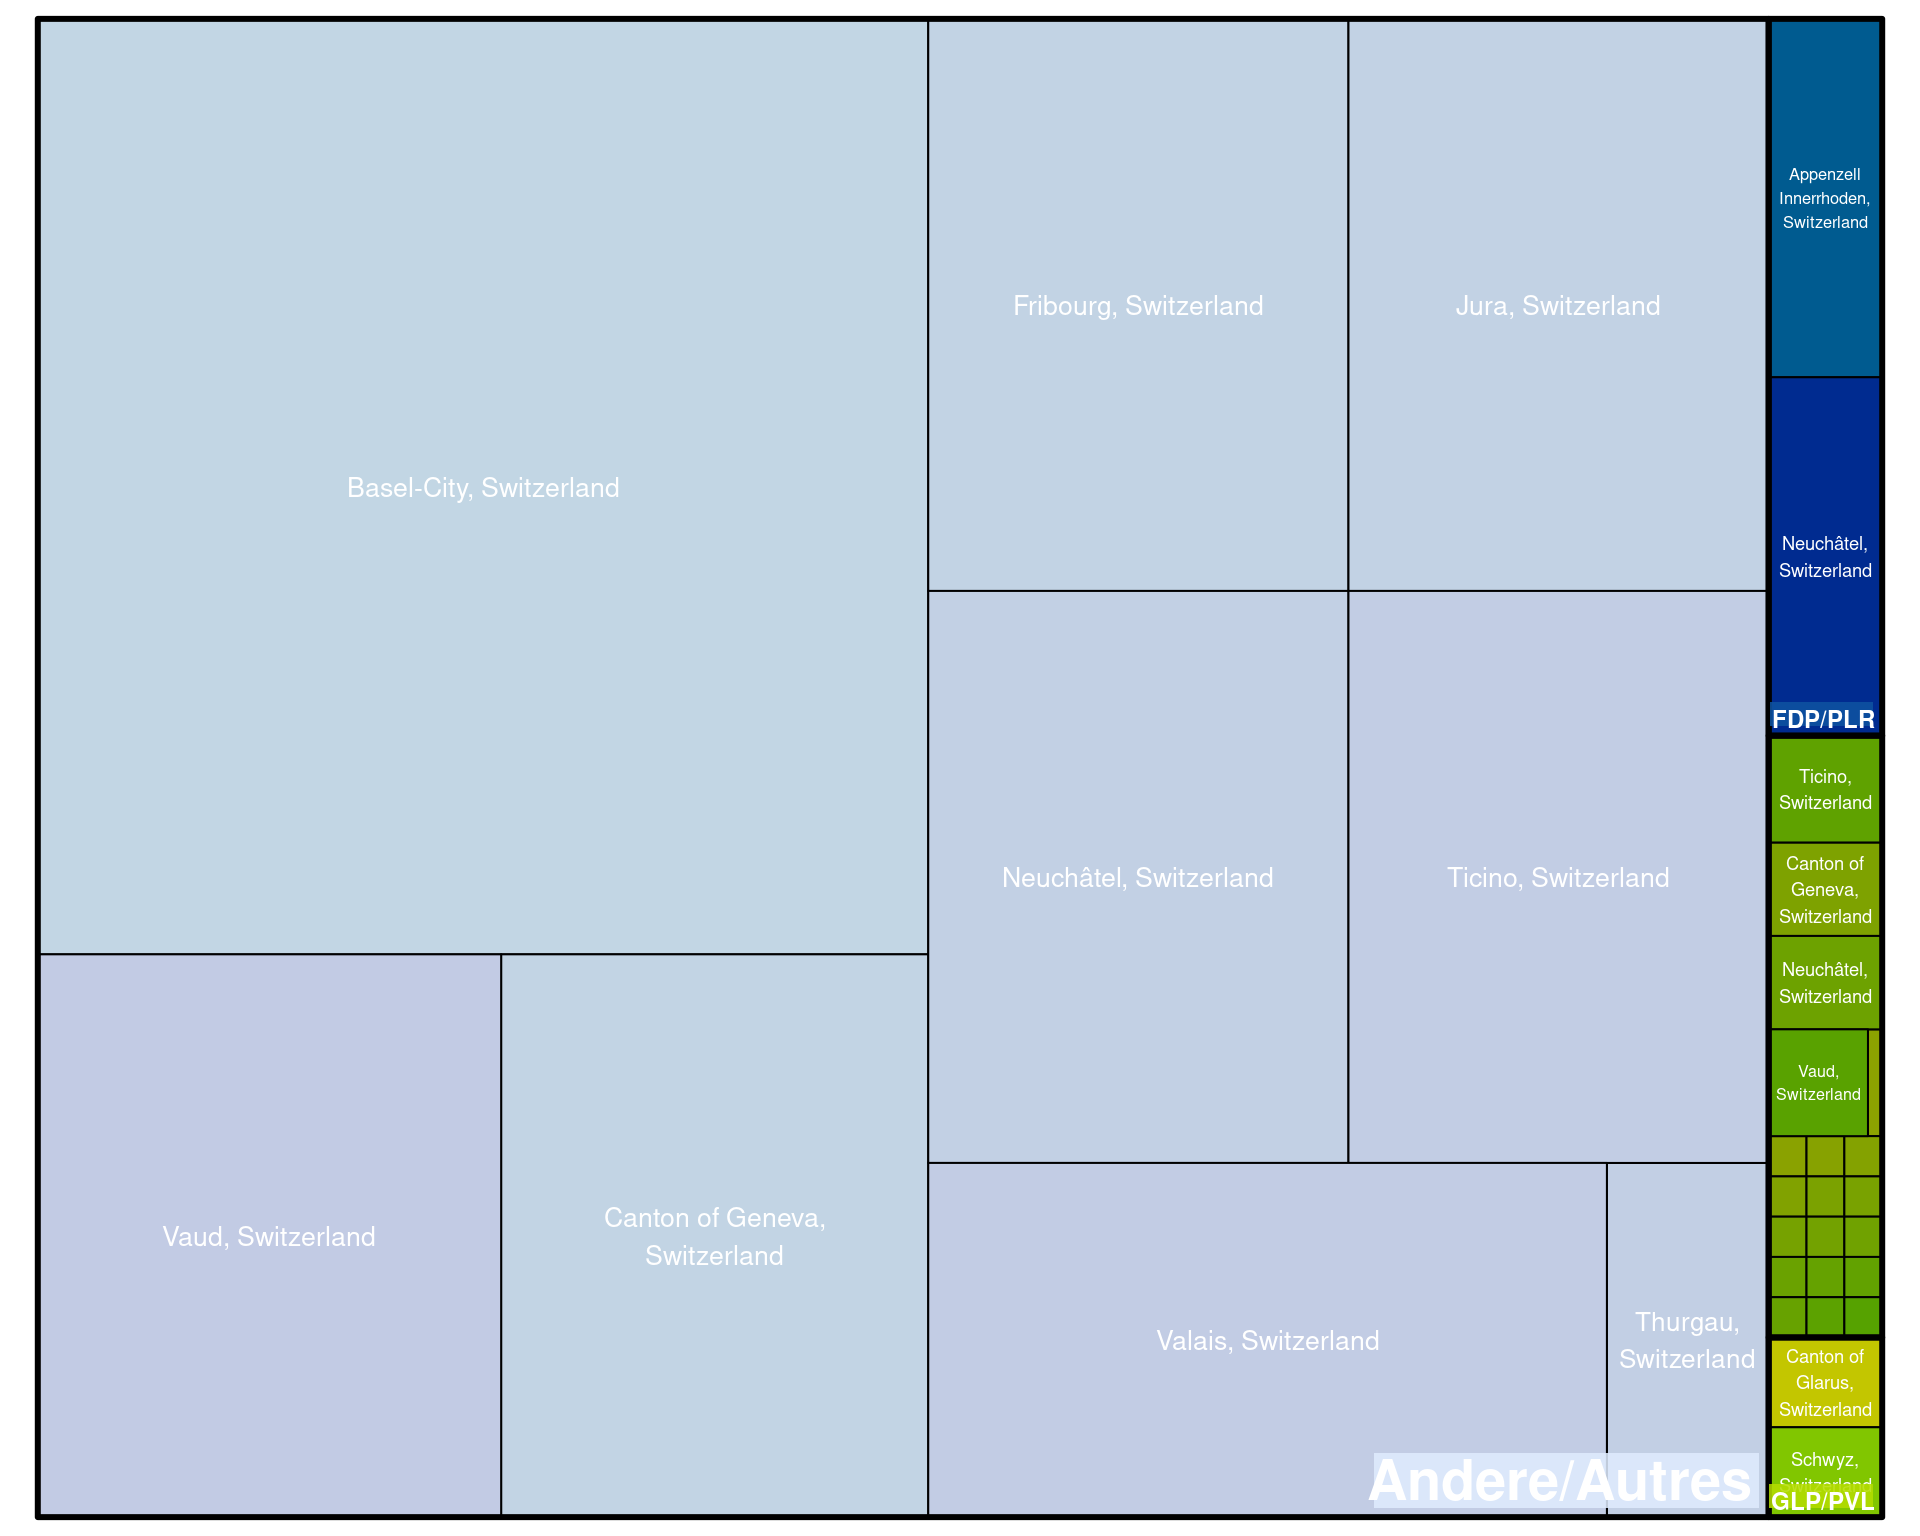 Basel-City, Switzerland
Fribourg, Switzerland
Jura, Switzerland
Neuchâtel, Switzerland
Ticino, Switzerland
Vaud, Switzerland
Canton of Geneva,
Switzerland
Valais, Switzerland
Thurgau,
Switzerland
Andere/Autres
Appenzell
Innerrhoden,
Switzerland
Neuchâtel,
Switzerland
FDP/PLR
Ticino,
Switzerland
Canton of
Geneva,
Switzerland
Neuchâtel,
Switzerland
Vaud,
Switzerland
Canton of
Glarus,
Switzerland
Schwyz,
Switzerland
GLP/PVL